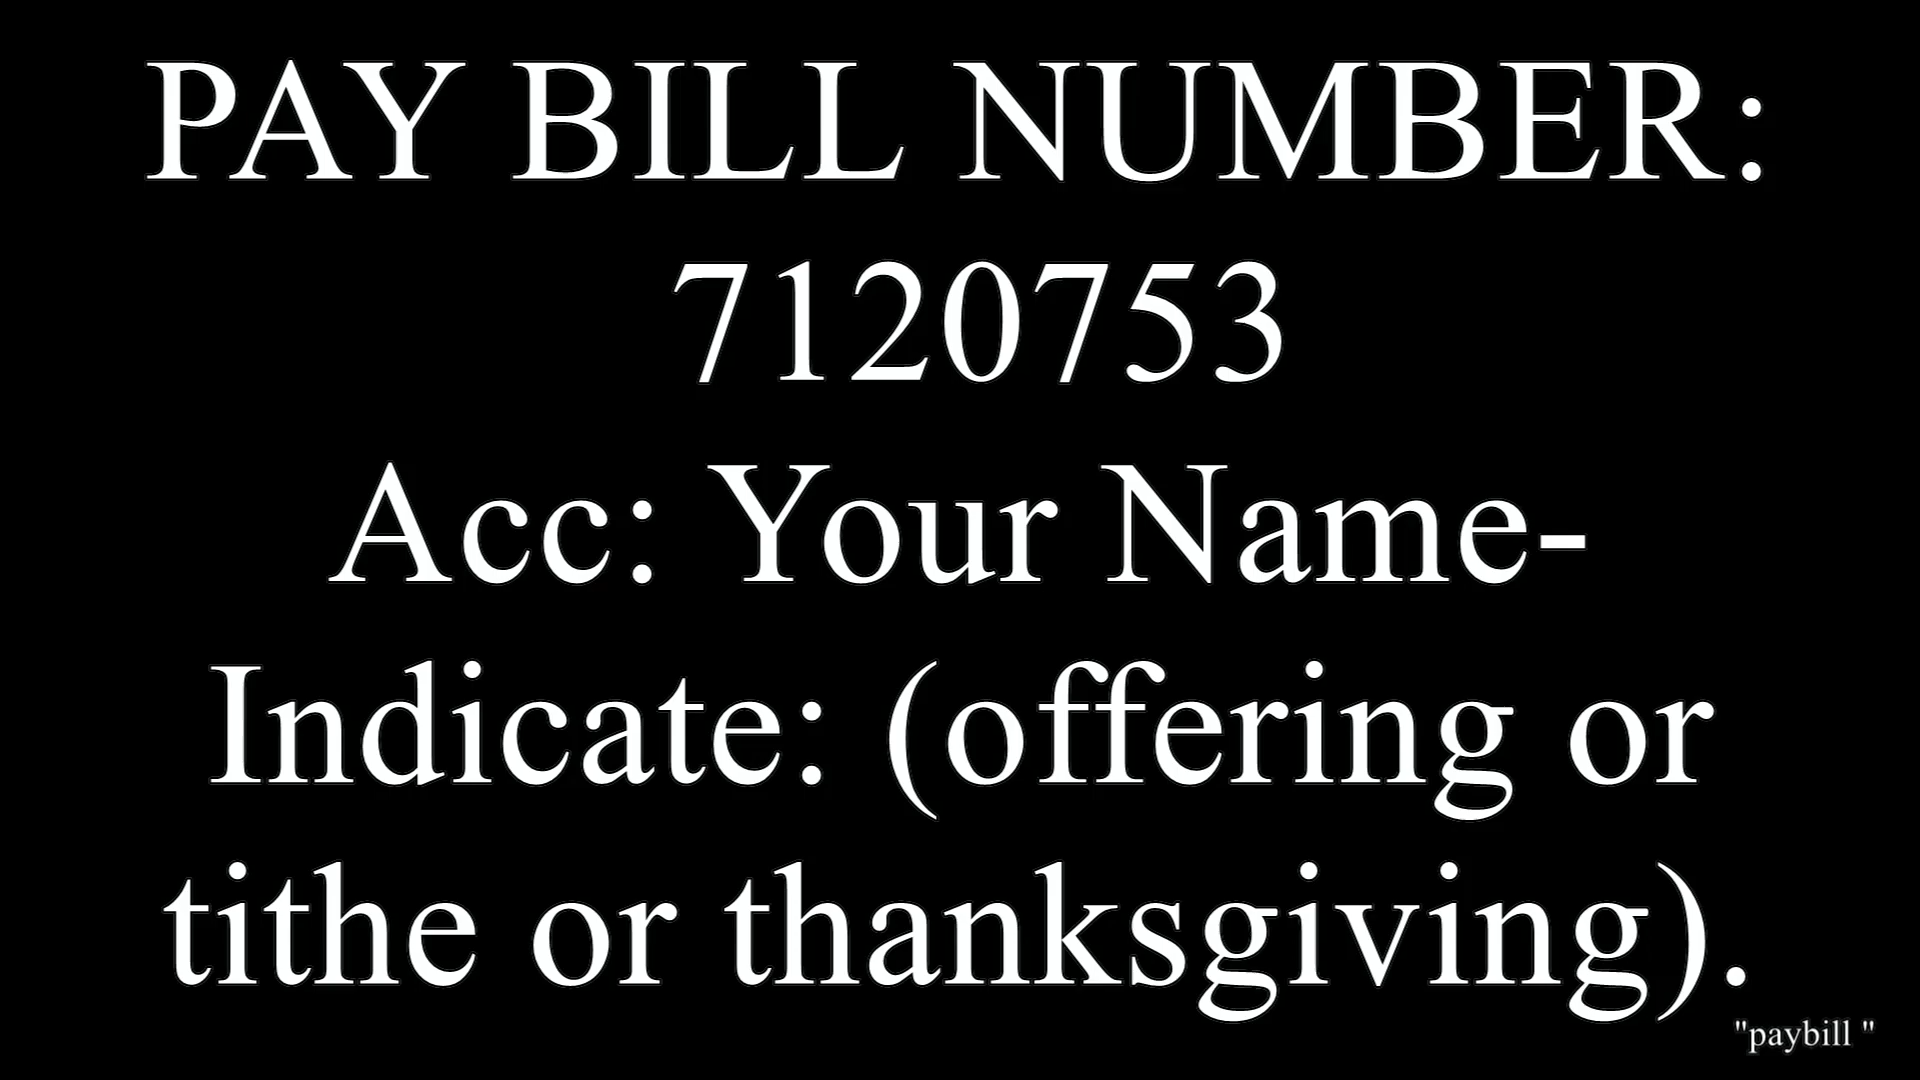 PAY BILL NUMBER:
7120753
Acc: Your Name-
Indicate: (offering or
tithe or thanksgiving).
"paybill "